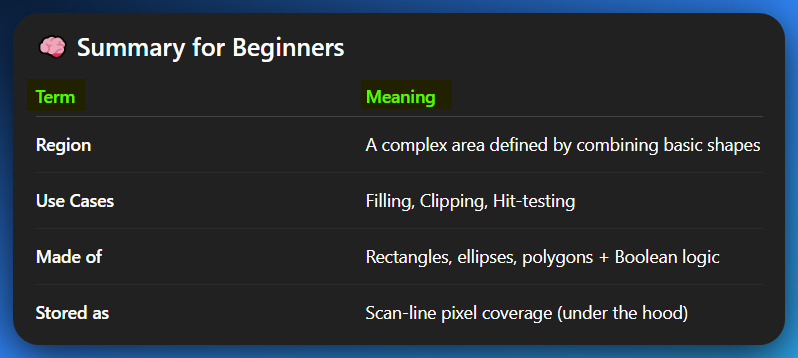 🧠 Summary for Beginners
Term Meaning
Region A complex area defined by combining basic shapes
Use Cases Filling, Clipping, Hit-testing
Made of Rectangles, ellipses, polygons + Boolean logic
Stored as Scan-line pixel coverage (under the hood)